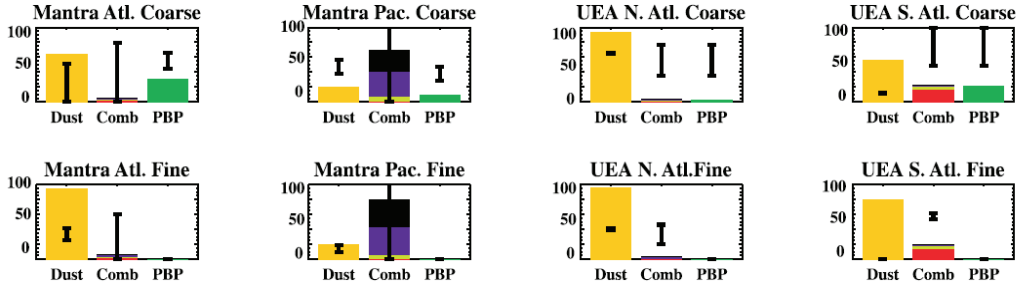 Mantra Atl. Coarse
100
50
0
Dust Comb PBP
Mantra Pac. Coarse
100
50
0
Dust Comb PBP
UEA N. Atl. Coarse
100
50
0
Dust Comb PBP
UEA S. Atl. Coarse
100
50
0
Dust Comb PBP
Mantra Atl. Fine
100
50
0
Dust Comb PBP
Mantra Pac. Fine
100
50
0
Dust Comb PBP
UEA N. Atl.Fine
100
50
0
Dust Comb PBP
UEA S. Atl. Fine
100
50
0
Dust Comb PBP